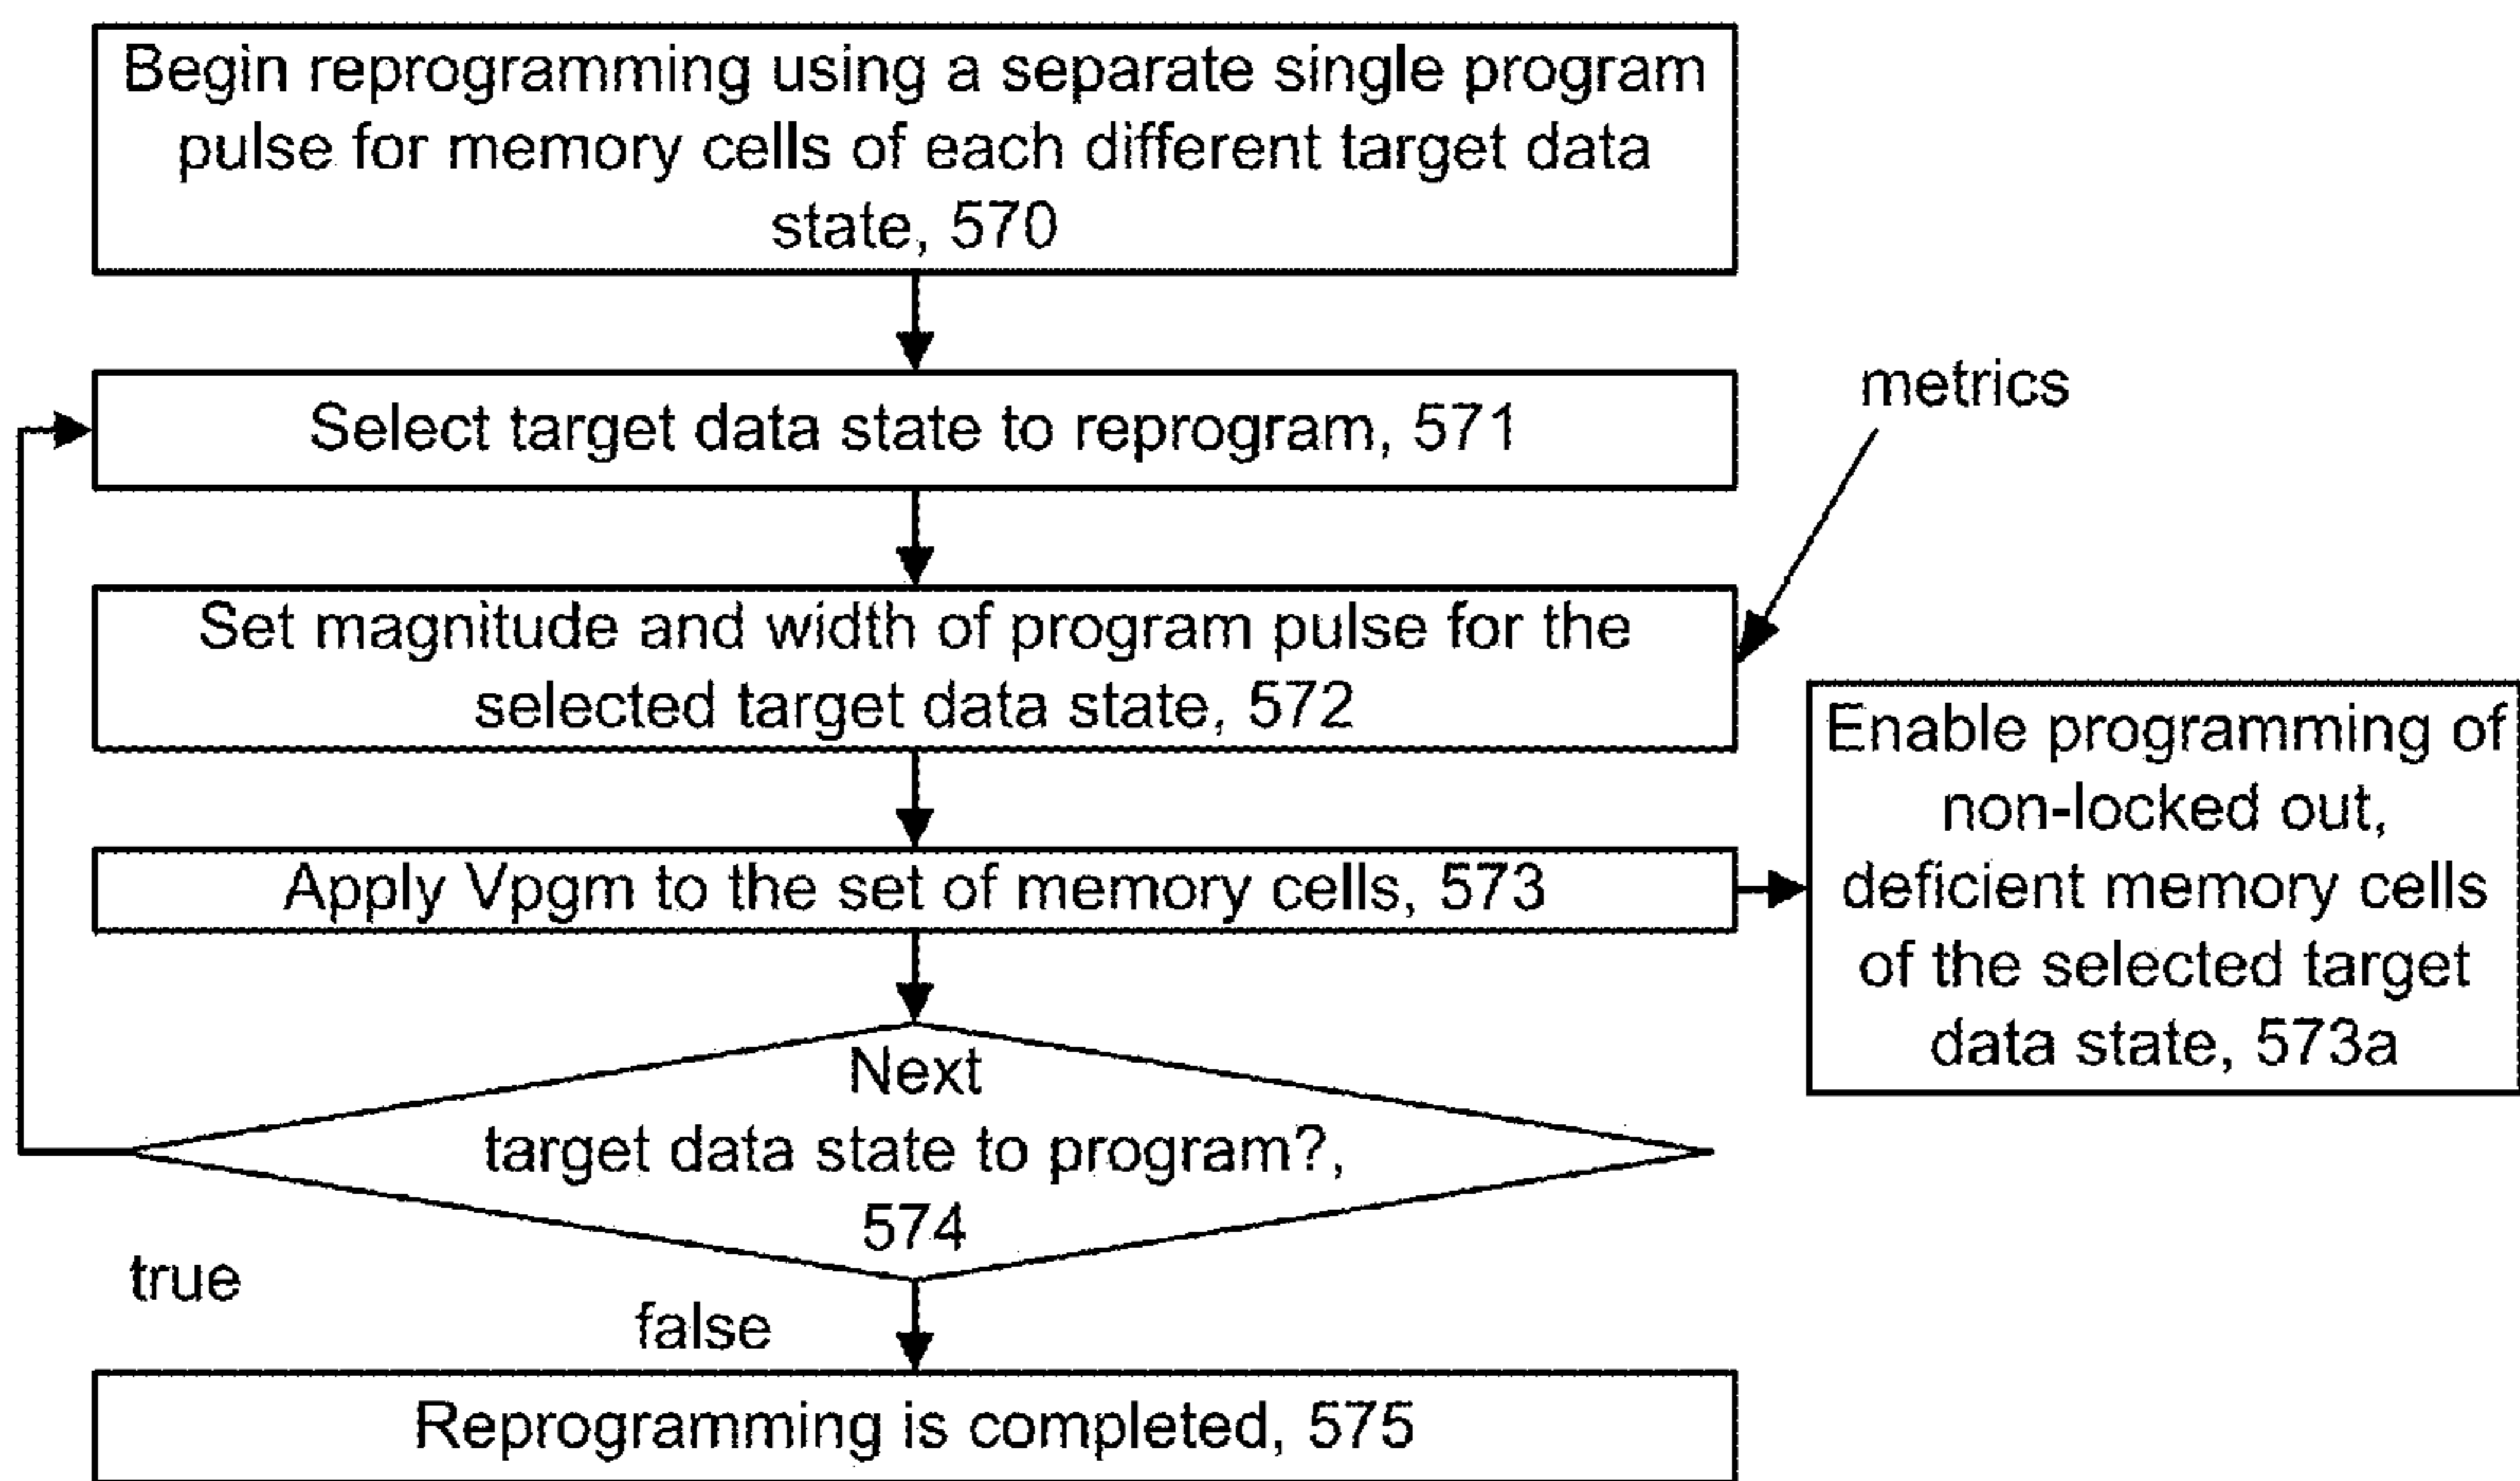 Begin reprogramming using a separate single program
pulse for memory cells of each different target data
state, 570
Select target data state to reprogram, 571
metrics
Set magnitude and width of program pulse for the
selected target data state, 572
Apply Vpgm to the set of memory cells, 573
Enable programming of
non-locked out,
deficient memory cells
of the selected target
data state, 573a
Next
target data state to program?,
574
true
false
Reprogramming is completed, 575